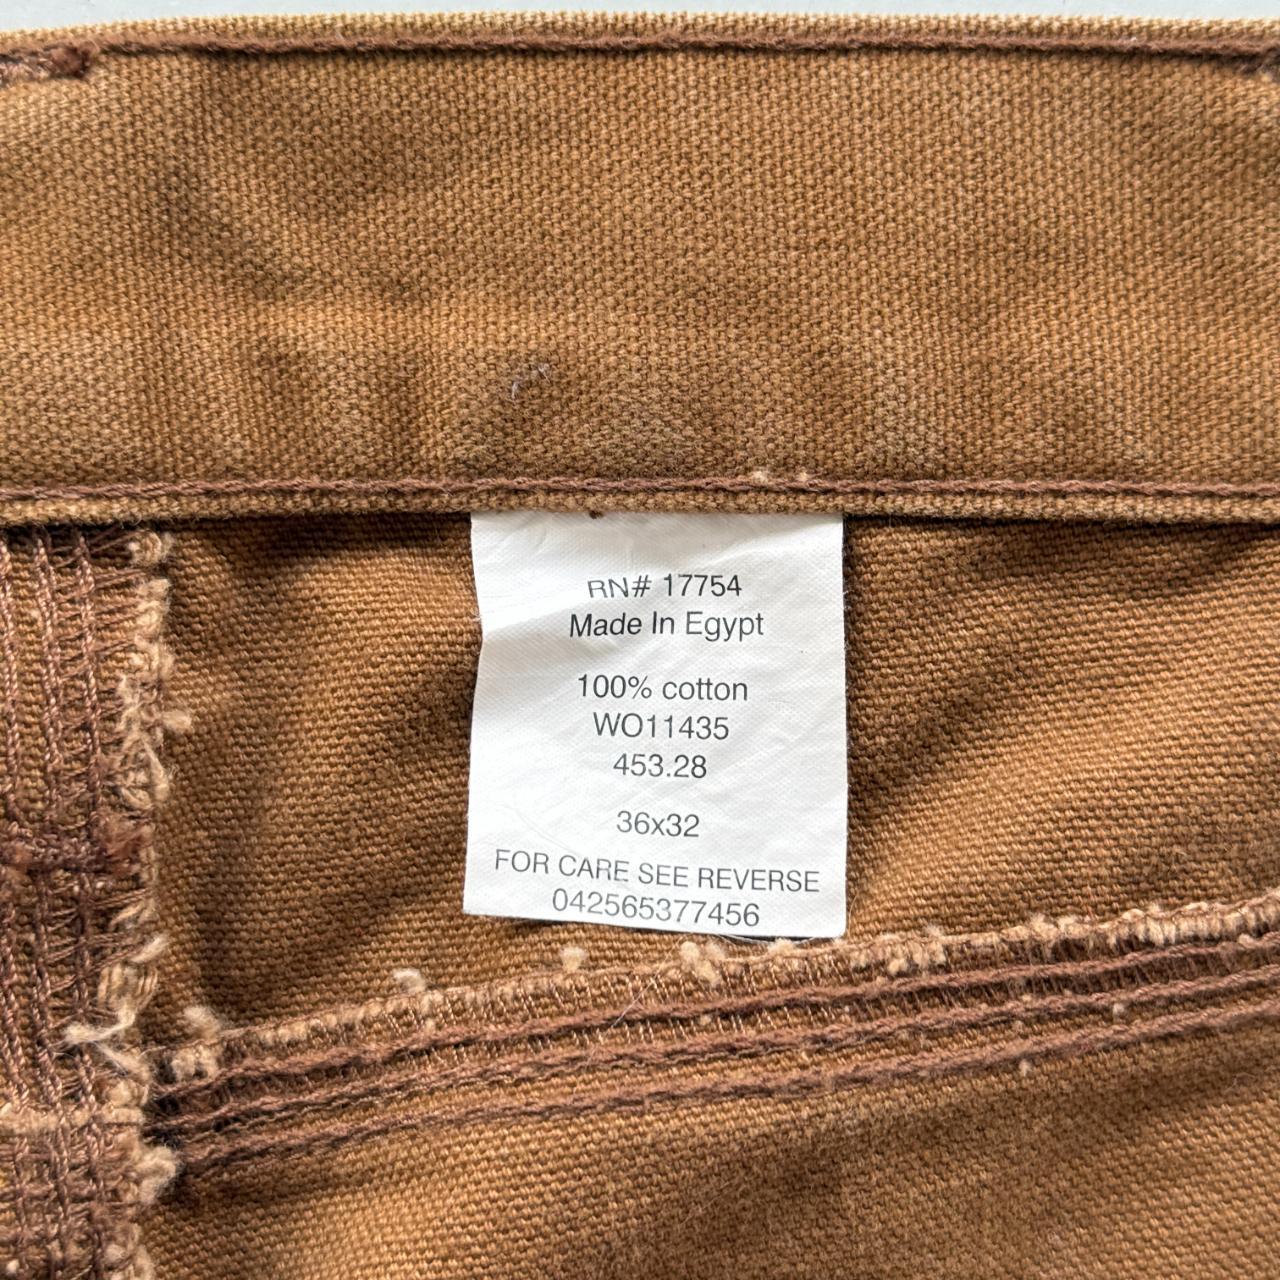 RN# 17754
Made In Egypt
100% cotton
WO11435
453.28
36x32
FOR CARE SEE REVERSE
042565377456